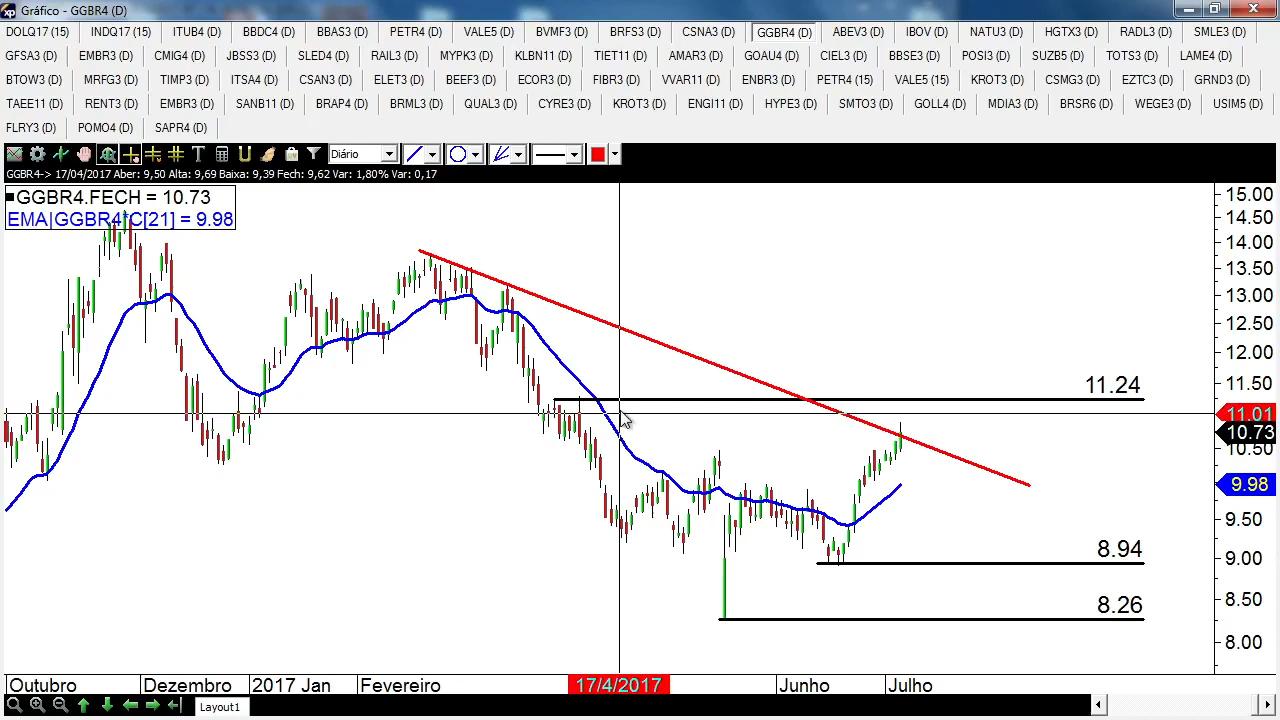 xp Gráfico - GGBR4 (D)
DOLQ17 (15) INDQ17 (15) ITUB4 (D) BBDC4 (D) BBAS3 (D) PETR4 (D) VALE5 (D) BVMF3 (D) BRFS3 (D) CSNA3 (D) GGBR4 (D) ABEV3 (D) IBOV (D) NATU3 (D) HGTX3 (D) RADL3 (D) SMLE3 (D)
GFSA3 (D) EMBR3 (D) CMIG4 (D) JBSS3 (D) SLED4 (D) RAIL3 (D) MYPK3 (D) KLBN11 (D) TIET11 (D) AMAR3 (D) GOAU4 (D) CIEL3 (D) BBSE3 (D) POSI3 (D) SUZB5 (D) TOTS3 (D) LAME4 (D)
BTOW3 (D) MRFG3 (D) TIMP3 (D) ITSA4 (D) CSAN3 (D) ELET3 (D) BEEF3 (D) ECOR3 (D) FIBR3 (D) VVAR11 (D) ENBR3 (D) PETR4 (15) VALE5 (15) KROT3 (D) CSMG3 (D) EZTC3 (D) GRND3 (D)
TAEE11 (D) RENT3 (D) EMBR3 (D) SANB11 (D) BRAP4 (D) BRML3 (D) QUAL3 (D) CYRE3 (D) KROT3 (D) ENGI11 (D) HYPE3 (D) SMTO3 (D) GOLL4 (D) MDIA3 (D) BRSR6 (D) WEGE3 (D) USIM5 (D)
FLRY3 (D) POMO4 (D) SAPR4 (D)
Diário
GGBR4-> 17/04/2017 Aber: 9,50 Alta: 9,69 Baixa: 9,39 Fech: 9,62 Var: 1,80% Var: 0,17
GGBR4.FECH = 10.73
EMA|GGBR4*C[21] = 9.98
15.00
14.50
14.00
13.50
13.00
12.50
12.00
11.50
11.24
11.01
10.73
10.50
9.98
9.50
9.00
8.94
8.50
8.26
8.00
Outubro Dezembro 2017 Jan Fevereiro 17/4/2017 Junho Julho
Layout1